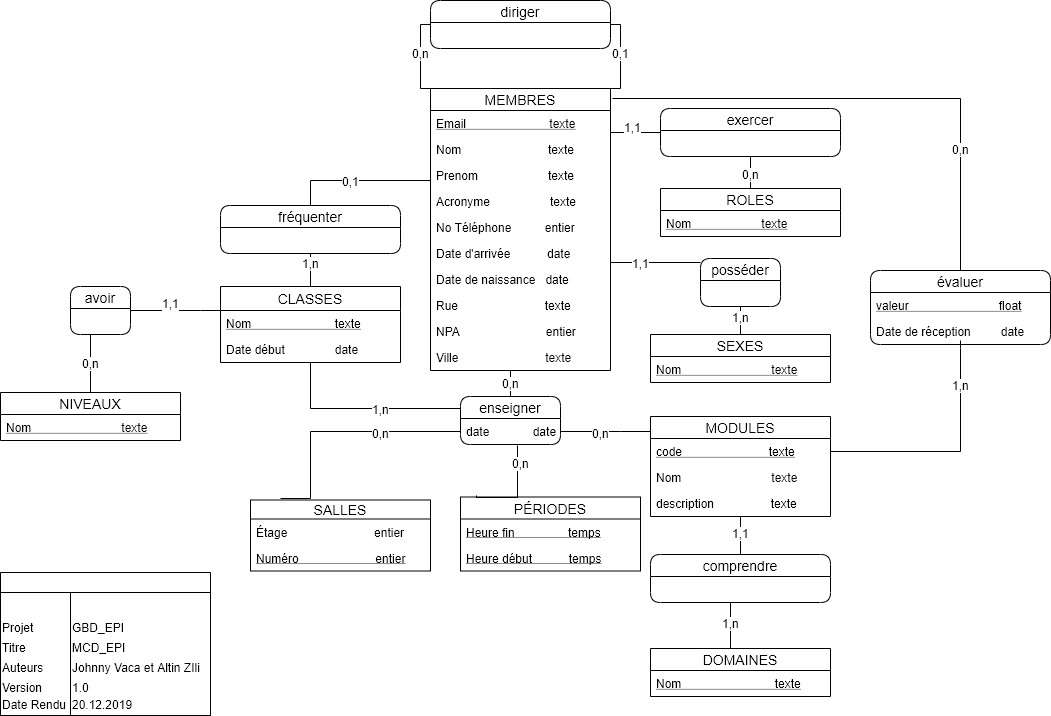 diriger
0,n
0,1
MEMBRES
Email texte
Nom texte
Prenom texte
Acronyme texte
No Téléphone entier
Date d'arrivée date
Date de naissance date
Rue texte
NPA entier
Ville texte
1,1
exercer
0,n
ROLES
Nom texte
0,n
0,1
fréquenter
1,n
CLASSES
Nom texte
Date début date
1,1
avoir
0,n
NIVEAUX
Nom texte
1,1
posséder
1,n
SEXES
Nom texte
évaluer
valeur float
Date de réception date
1,n
0,n
enseigner
date date
1,n
0,n
0,n
0,n
MODULES
code texte
Nom texte
description texte
SALLES
Étage entier
Numéro entier
PÉRIODES
Heure fin temps
Heure début temps
1,1
comprendre
1,n
DOMAINES
Nom texte
Projet GBD_EPI
Titre MCD_EPI
Auteurs Johnny Vaca et Altin ZIli
Version 1.0
Date Rendu 20.12.2019